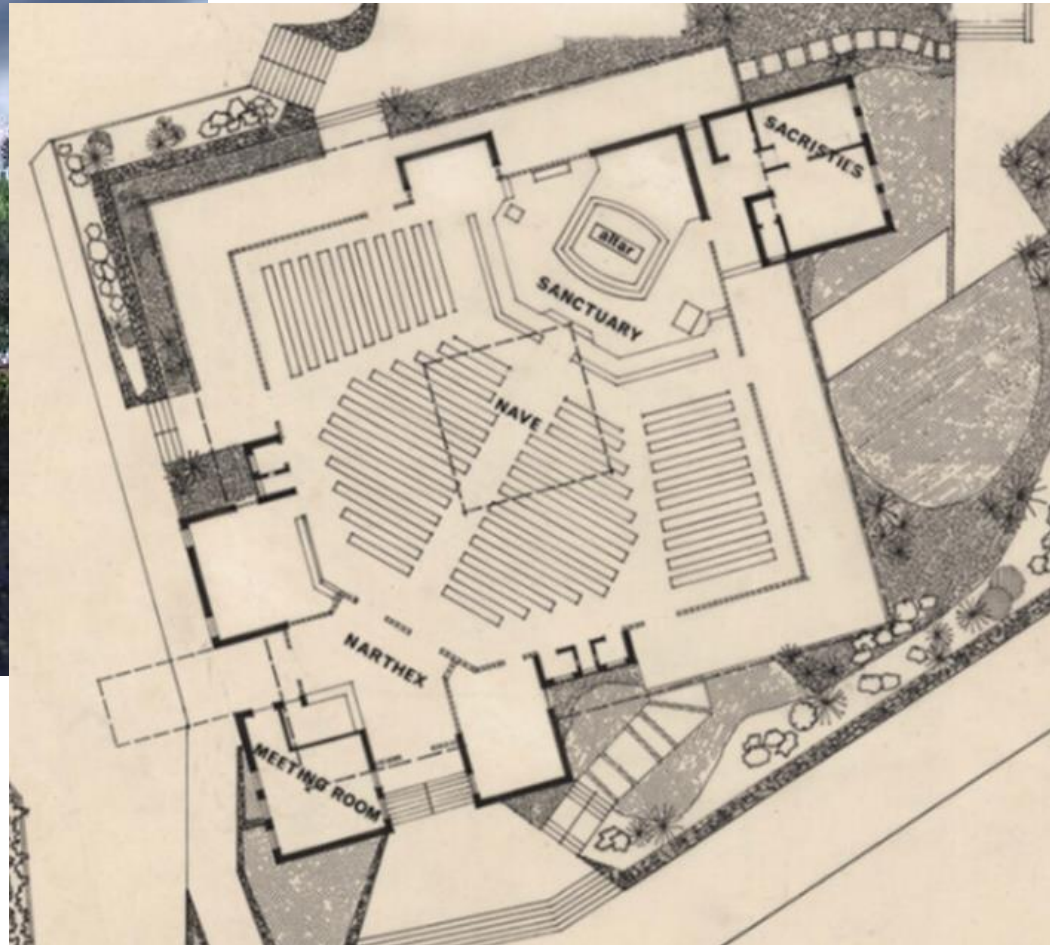 SACRISTIES
altar
SANCTUARY
NAVE
NARTHEX
MEETING ROOM